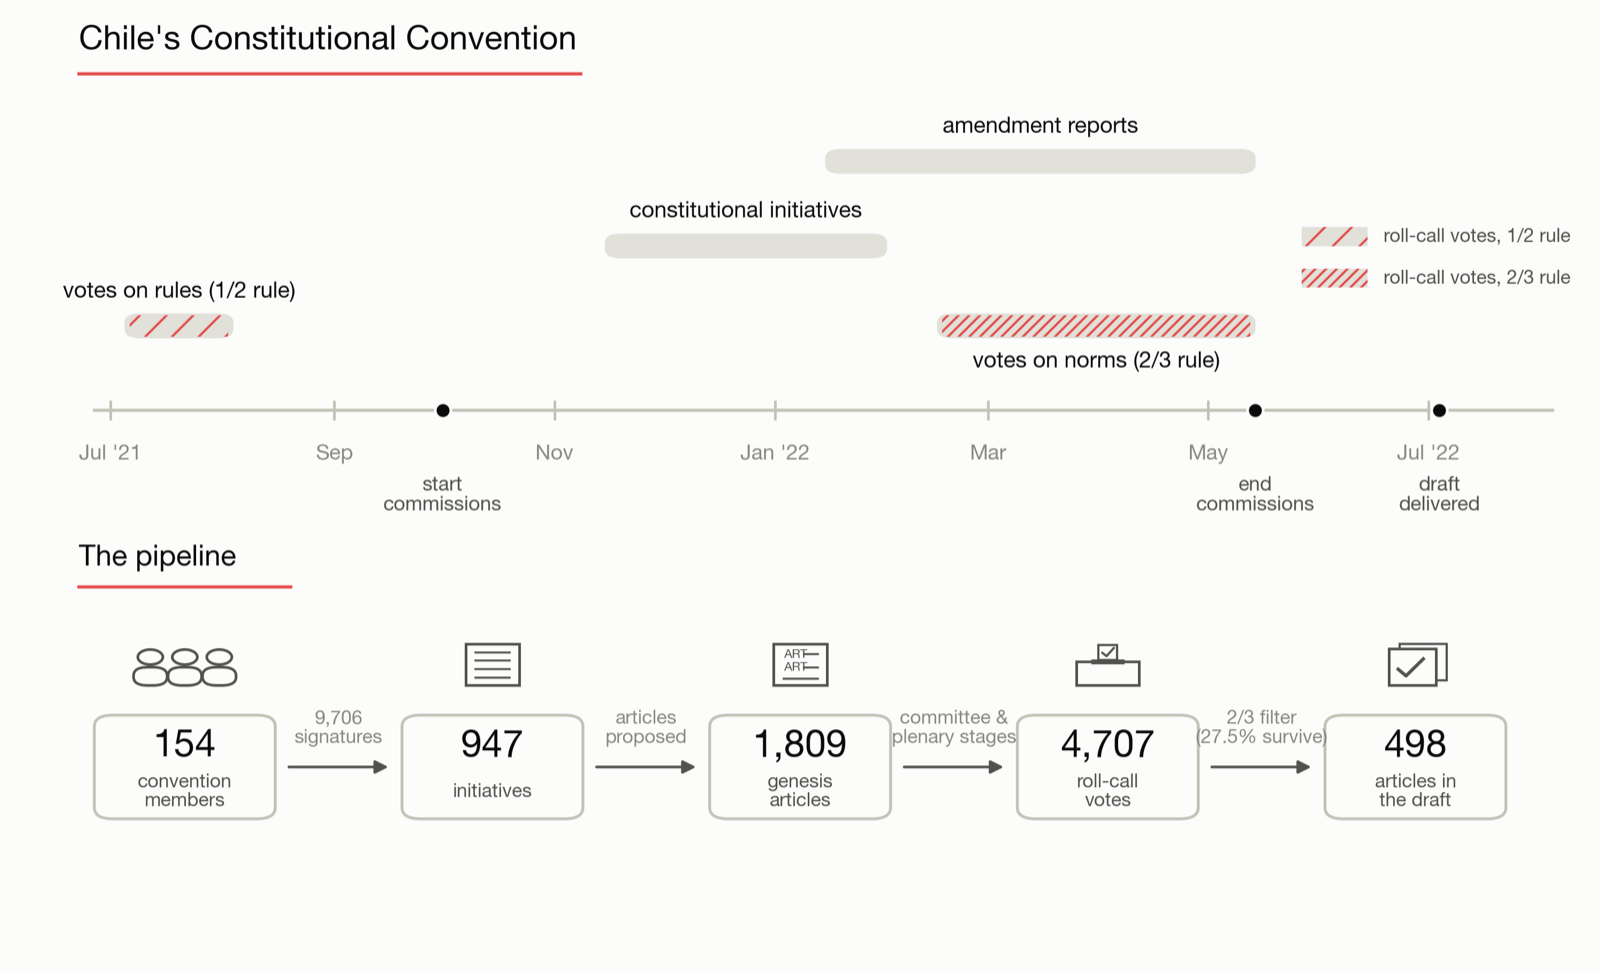 Chile's Constitutional Convention
amendment reports
constitutional initiatives
roll-call votes, 1/2 rule
roll-call votes, 2/3 rule
votes on rules (1/2 rule)
votes on norms (2/3 rule)
Jul '21
Sep
Nov
Jan '22
Mar
May
Jul '22
start
commissions
end
commissions
draft
delivered
The pipeline
ART
ART
154
convention
members
9,706
signatures
947
initiatives
articles
proposed
1,809
genesis
articles
committee &
plenary stages
4,707
roll-call
votes
2/3 filter
(27.5% survive)
498
articles in
the draft